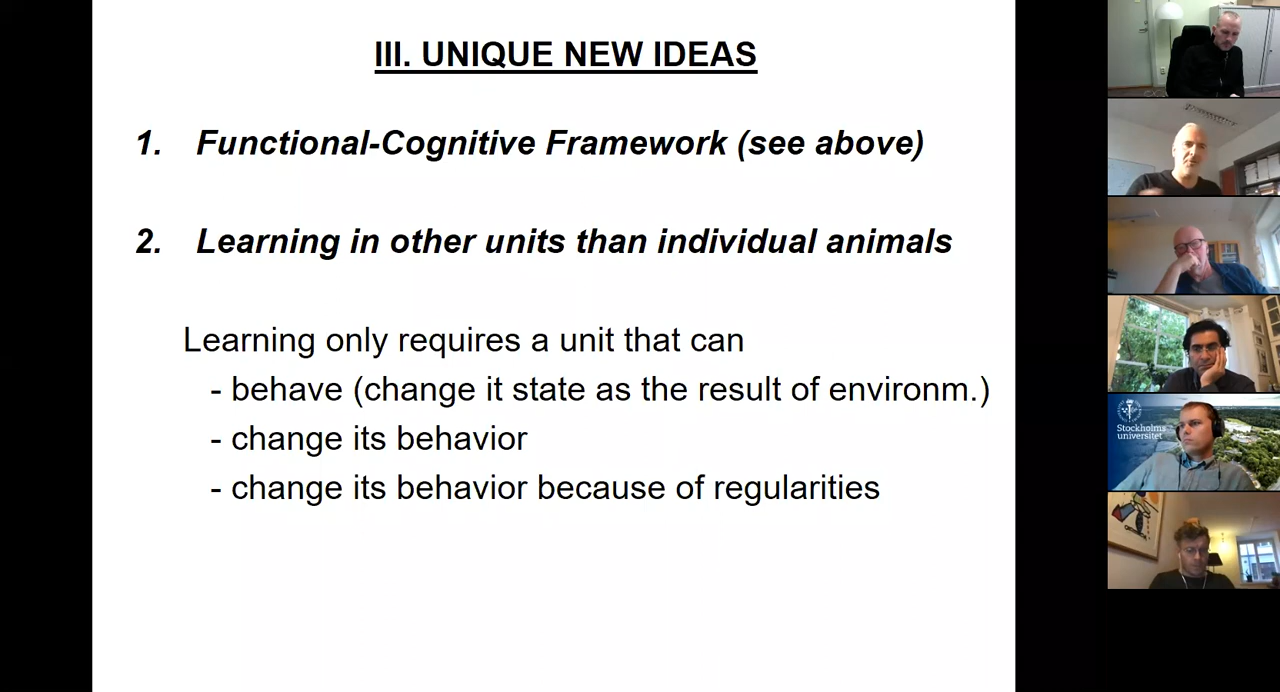 III. UNIQUE NEW IDEAS
1. Functional-Cognitive Framework (see above)
2. Learning in other units than individual animals
Learning only requires a unit that can
- behave (change it state as the result of environm.)
- change its behavior
- change its behavior because of regularities
Stockholms
universitet